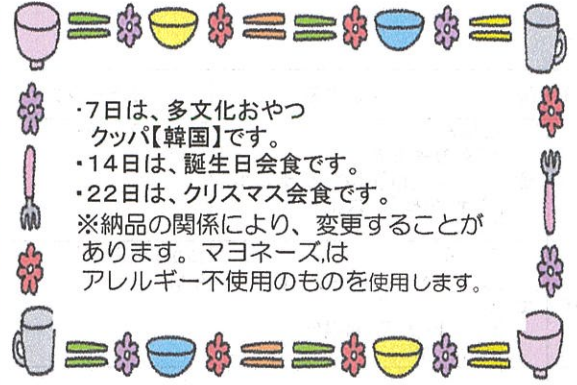 ・7日は、多文化おやつ
クッパ【韓国】です。
・14日は、誕生日会食です。
・22日は、クリスマス会食です。
※納品の関係により、変更することが
あります。マヨネーズ,は
アレルギー不使用のものを使用します。